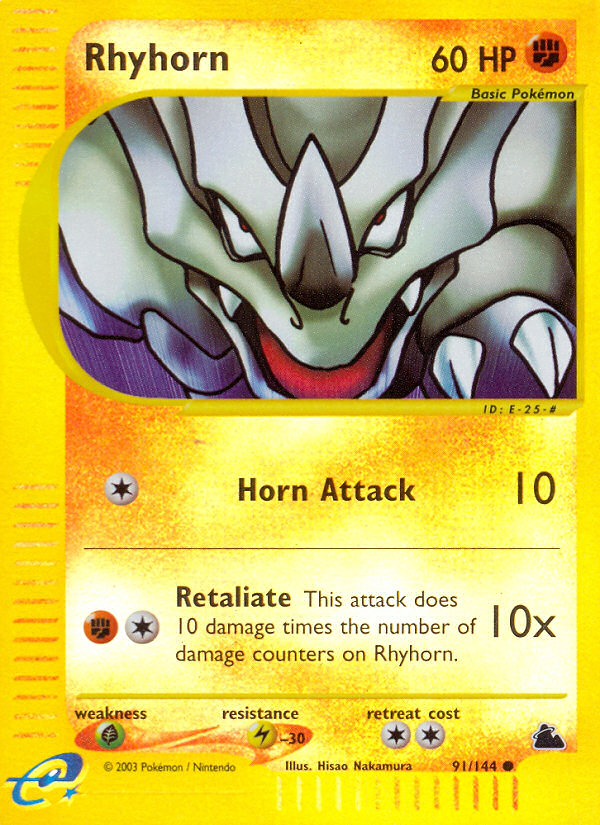 Rhyhorn 60 HP
Basic Pokémon
ID: E-25-#
Horn Attack 10
Retaliate This attack does
10 damage times the number of 10x
damage counters on Rhyhorn.
weakness resistance retreat cost
-30
© 2003 Pokémon / Nintendo Illus. Hisao Nakamura 91/144
e